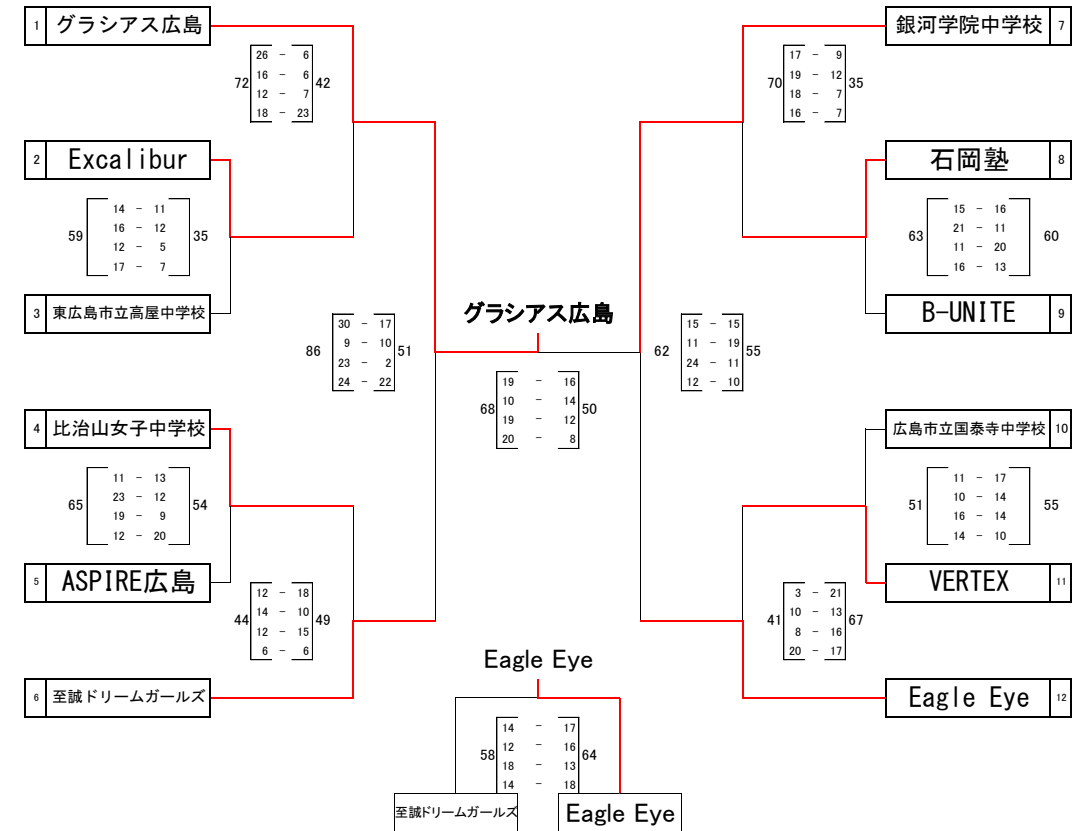 1 グラシアス広島
72 42
26 - 6
16 - 6
12 - 7
18 - 23
2 Excalibur
59 35
14 - 11
16 - 12
12 - 5
17 - 7
3 東広島市立高屋中学校
86 51
30 - 17
9 - 10
23 - 2
24 - 22
4 比治山女子中学校
65 54
11 - 13
23 - 12
19 - 9
12 - 20
5 ASPIRE広島
44 49
12 - 18
14 - 10
12 - 15
6 - 6
6 至誠ドリームガールズ
グラシアス広島
68 50
19 - 16
10 - 14
19 - 12
20 - 8
銀河学院中学校 7
70 35
17 - 9
19 - 12
18 - 7
16 - 7
石岡塾 8
63 60
15 - 16
21 - 11
11 - 20
16 - 13
B-UNITE 9
62 55
15 - 15
11 - 19
24 - 11
12 - 10
広島市立国泰寺中学校 10
51 55
11 - 17
10 - 14
16 - 14
14 - 10
VERTEX 11
41 67
3 - 21
10 - 13
8 - 16
20 - 17
Eagle Eye 12
Eagle Eye
58 64
14 - 17
12 - 16
18 - 13
14 - 18
至誠ドリームガールズ
Eagle Eye